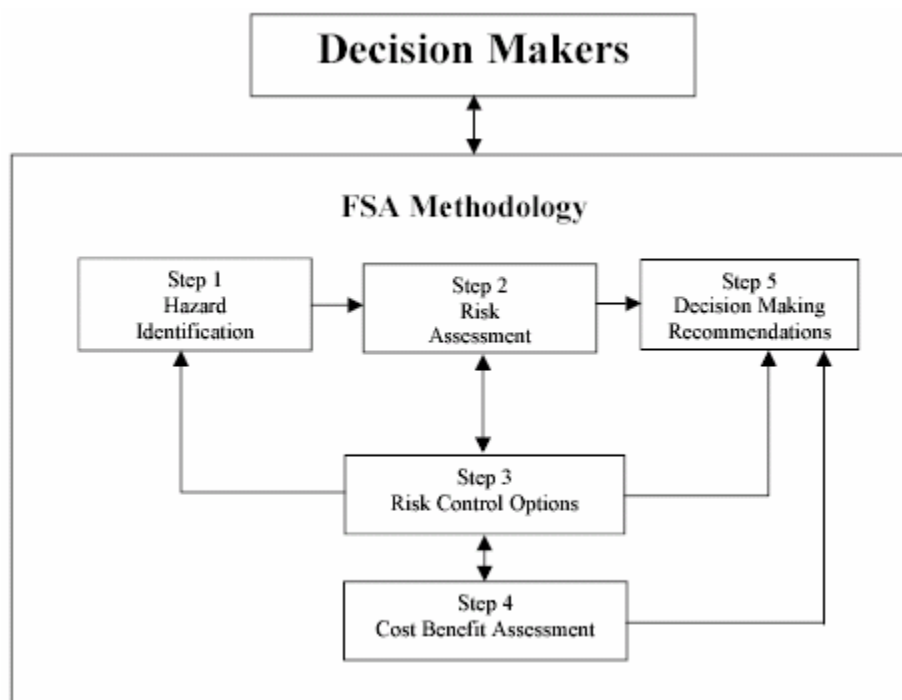 Decision Makers
FSA Methodology
Step 1
Hazard
Identification
Step 2
Risk
Assessment
Step 5
Decision Making
Recommendations
Step 3
Risk Control Options
Step 4
Cost Benefit Assessment